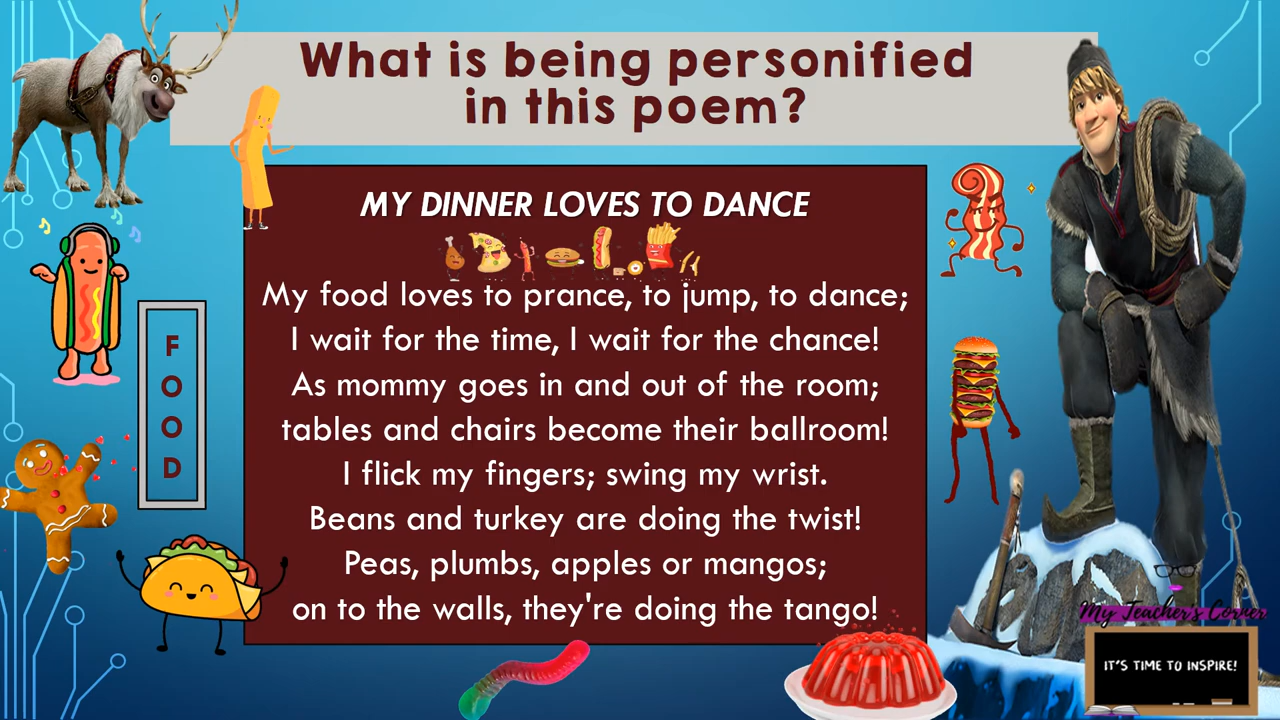 What is being personified
in this poem?
MY DINNER LOVES TO DANCE
My food loves to prance, to jump, to dance;
I wait for the time, I wait for the chance!
As mommy goes in and out of the room;
tables and chairs become their ballroom!
I flick my fingers; swing my wrist.
Beans and turkey are doing the twist!
Peas, plumbs, apples or mangos;
on to the walls, they're doing the tango!
F
O
O
D
My Teacher's Corner
IT'S TIME TO INSPIRE!